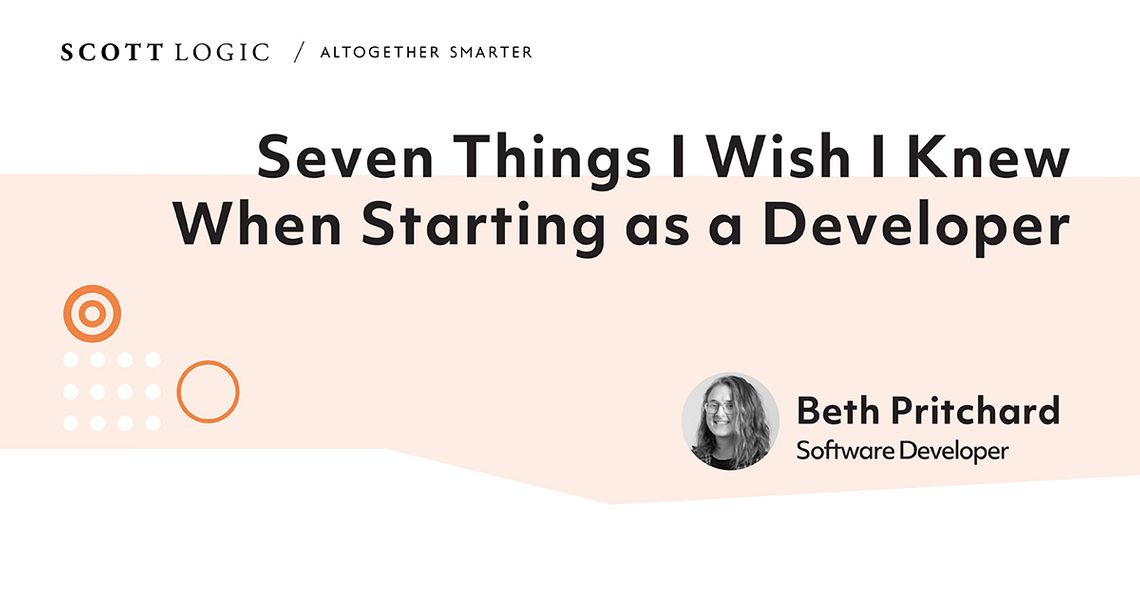 SCOTT LOGIC / ALTOGETHER SMARTER
Seven Things I Wish I Knew
When Starting as a Developer
Beth Pritchard
Software Developer